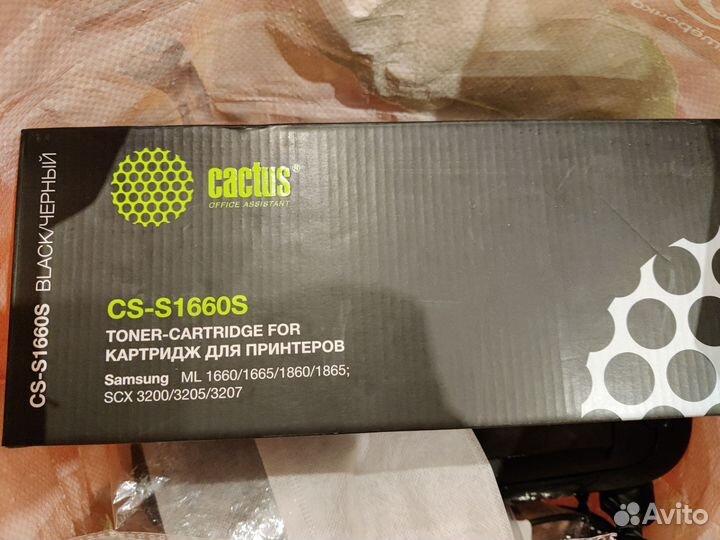 CS-S1660S BLACK/ЧЕРНЫЙ
cactus®
OFFICE ASSISTANT
CS-S1660S
TONER-CARTRIDGE FOR
КАРТРИДЖ ДЛЯ ПРИНТЕРОВ
Samsung ML 1660/1665/1860/1865;
SCX 3200/3205/3207
Avito